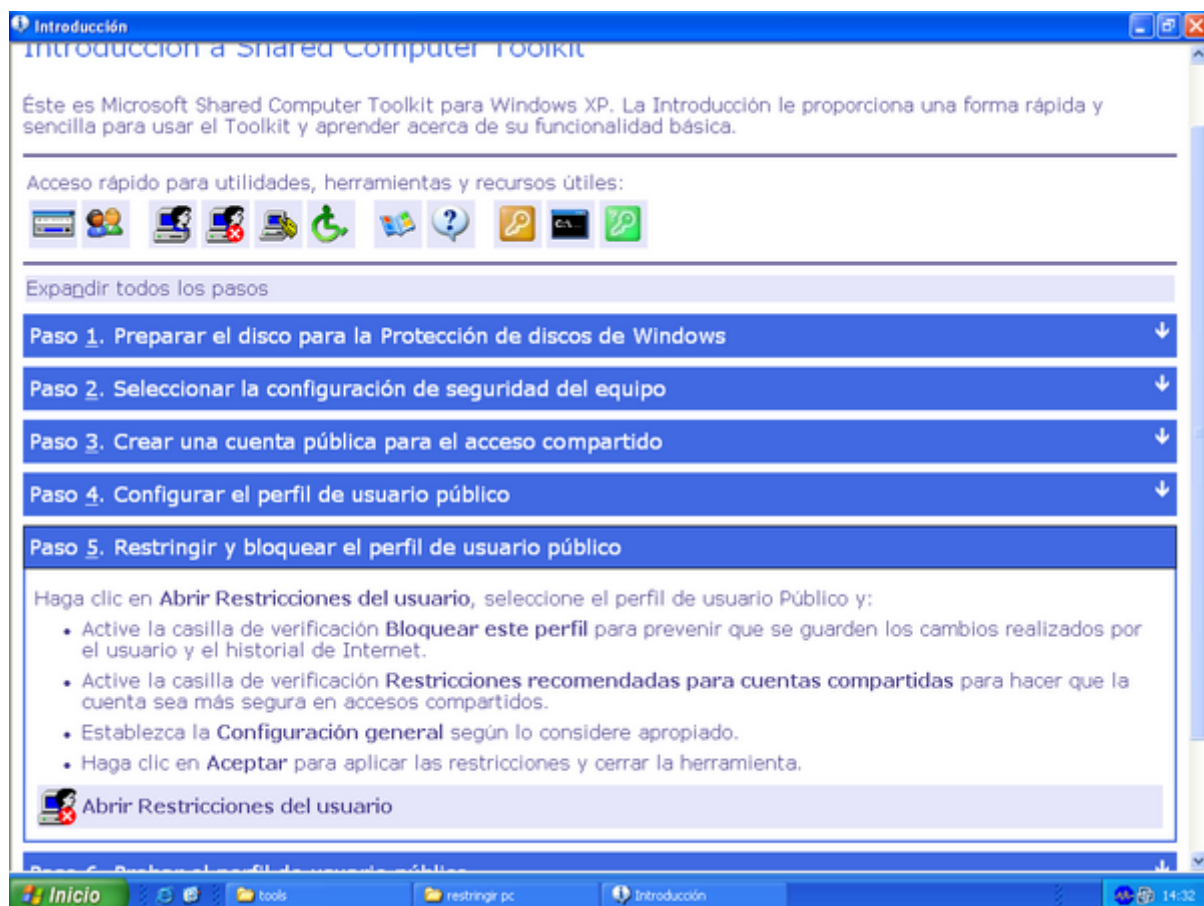 Introducción
Introducción a Shared Computer Toolkit
Éste es Microsoft Shared Computer Toolkit para Windows XP. La Introducción le proporciona una forma rápida y
sencilla para usar el Toolkit y aprender acerca de su funcionalidad básica.
Acceso rápido para utilidades, herramientas y recursos útiles:
C:\...
Expandir todos los pasos
Paso 1. Preparar el disco para la Protección de discos de Windows
Paso 2. Seleccionar la configuración de seguridad del equipo
Paso 3. Crear una cuenta pública para el acceso compartido
Paso 4. Configurar el perfil de usuario público
Paso 5. Restringir y bloquear el perfil de usuario público
Haga clic en Abrir Restricciones del usuario, seleccione el perfil de usuario Público y:
• Active la casilla de verificación Bloquear este perfil para prevenir que se guarden los cambios realizados por
el usuario y el historial de Internet.
• Active la casilla de verificación Restricciones recomendadas para cuentas compartidas para hacer que la
cuenta sea más segura en accesos compartidos.
• Establezca la Configuración general según lo considere apropiado.
• Haga clic en Aceptar para aplicar las restricciones y cerrar la herramienta.
Abrir Restricciones del usuario
Paso 6. Probar el perfil de usuario público
Inicio
tools
restringir pc
Introducción
14:32